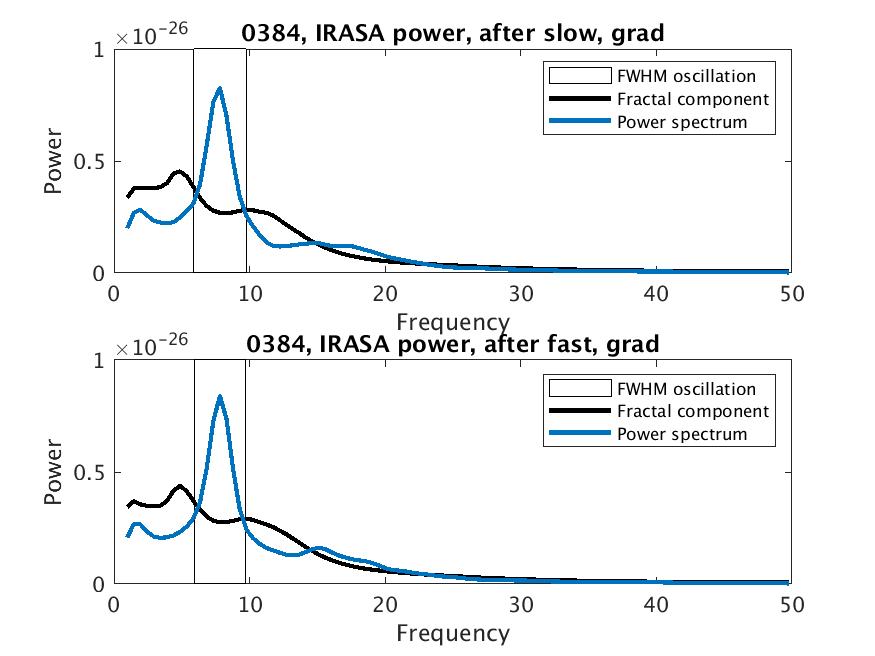 0384, IRASA power, after slow, grad
×10-26
1
0.5
0
Power
FWHM oscillation
Fractal component
Power spectrum
0 10 20 30 40 50
Frequency
0384, IRASA power, after fast, grad
×10-26
1
0.5
0
Power
FWHM oscillation
Fractal component
Power spectrum
0 10 20 30 40 50
Frequency